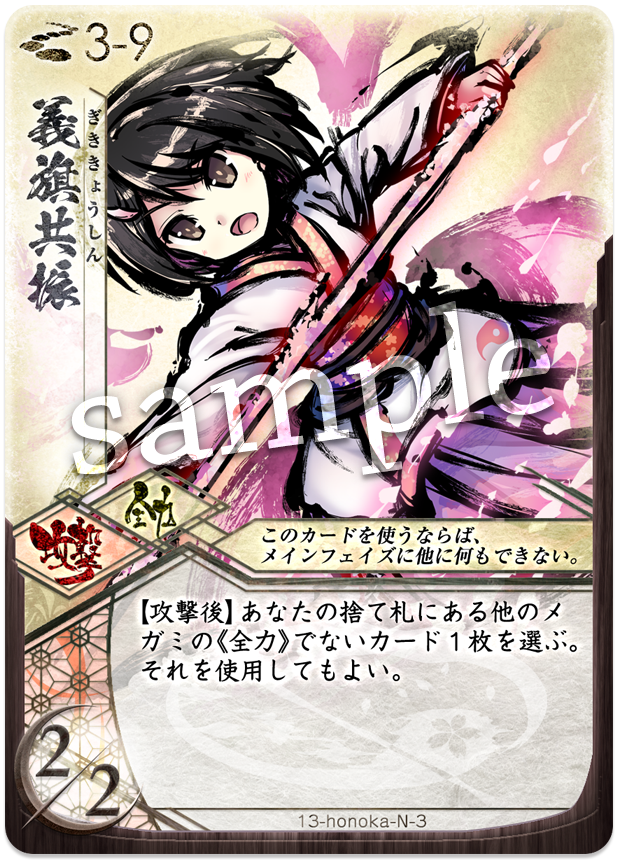 3-9
義旗共振
ぎききょうしん
sample
攻撃
全力
このカードを使うならば、
メインフェイズに他に何もできない。
【攻撃後】あなたの捨て札にある他のメ
ガミの《全力》でないカード１枚を選ぶ。
それを使用してもよい。
2/2
13-honoka-N-3